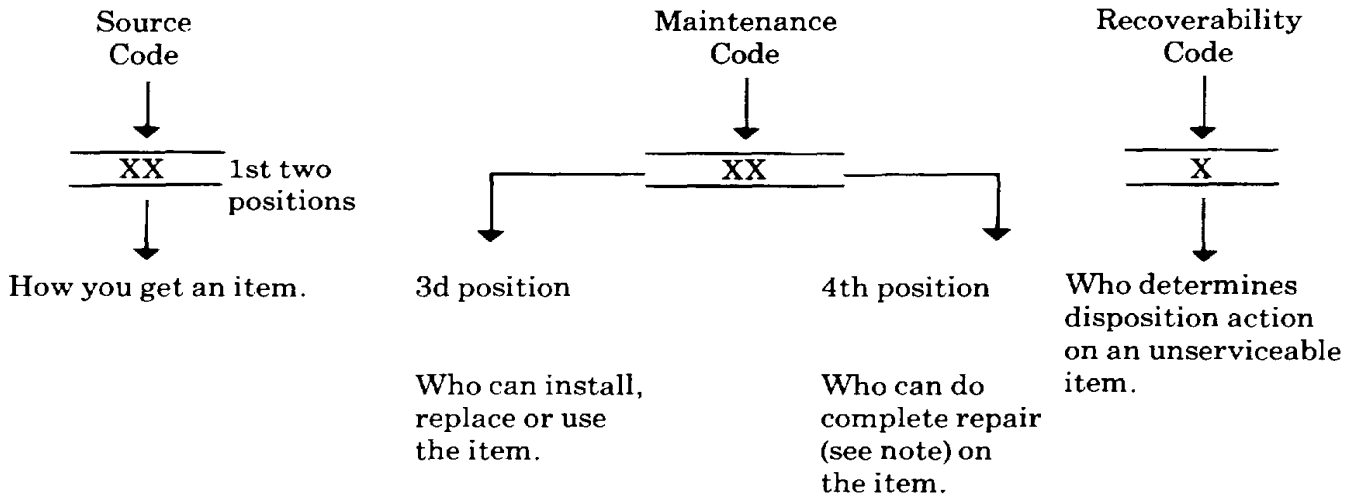 Source
Code
Maintenance
Code
Recoverability
Code
XX
1st two
positions
XX
X
How you get an item.
3d position
4th position
Who determines
disposition action
on an unserviceable
item.
Who can install,
replace or use
the item.
Who can do
complete repair
(see note) on
the item.